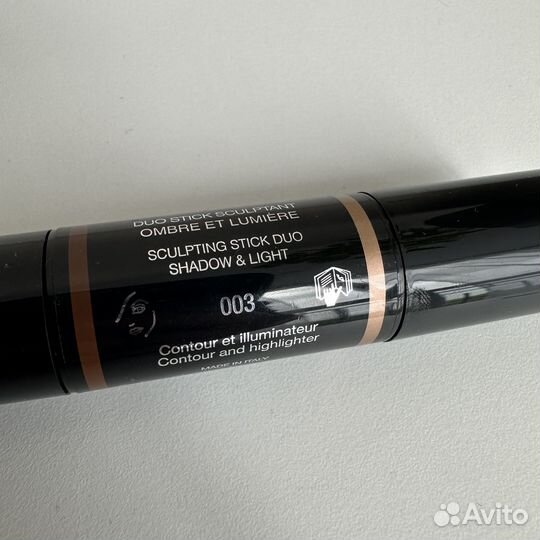 DUO STICK SCULPTANT
OMBRE ET LUMIÈRE
SCULPTING STICK DUO
SHADOW & LIGHT
003
Contour et illuminateur
Contour and highlighter
MADE IN ITALY
Avito